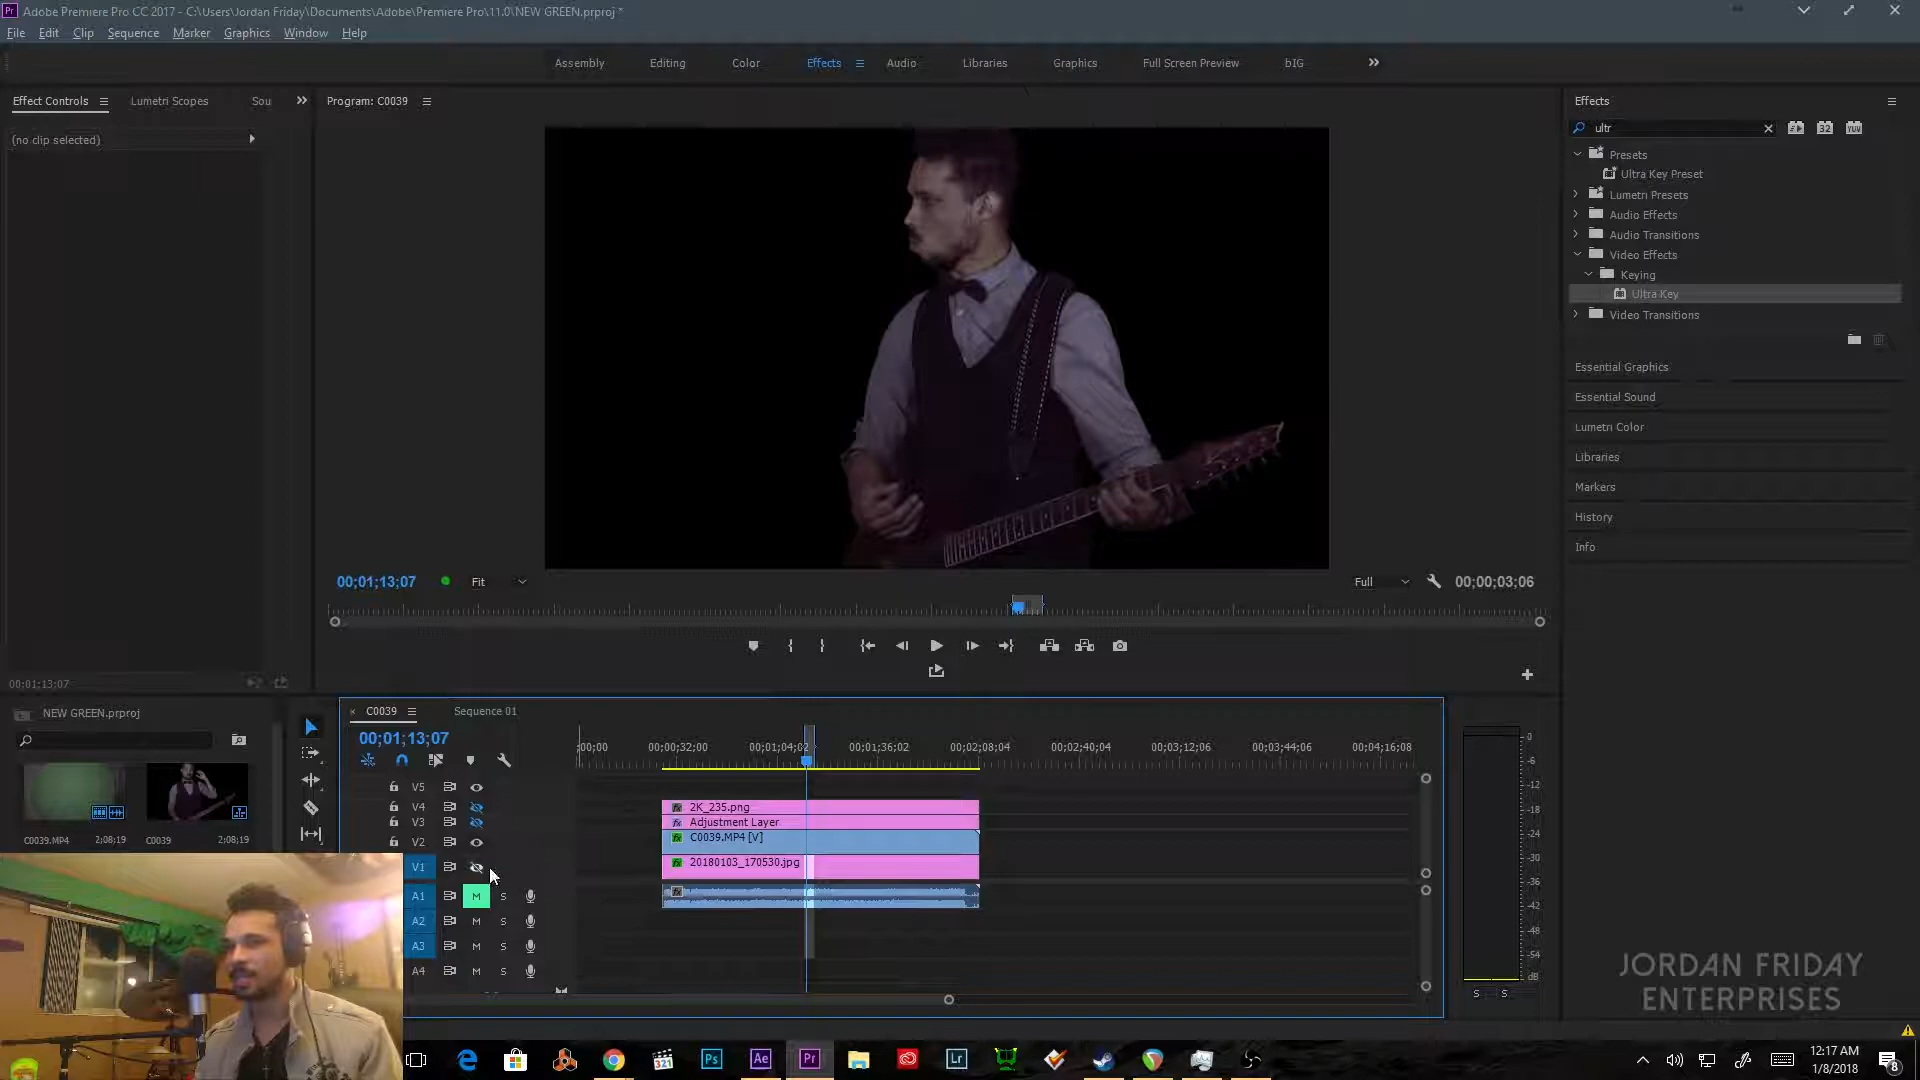 Adobe Premiere Pro CC 2017 - C:\Users\Jordan Friday\Documents\Adobe\Premiere Pro\11.0\NEW GREEN.prproj *
File Edit Clip Sequence Marker Graphics Window Help
Assembly Editing Color Effects Audio Libraries Graphics Full Screen Preview bIG
Effect Controls Lumetri Scopes Sou Program: C0039 Effects
(no clip selected)
ultr
Presets
Ultra Key Preset
Lumetri Presets
Audio Effects
Audio Transitions
Video Effects
Keying
Ultra Key
Video Transitions
Essential Graphics
Essential Sound
Lumetri Color
Libraries
Markers
History
Info
00;01;13;07 Fit Full 00;00;03;06
00;01;13;07
NEW GREEN.prproj
C0039 Sequence 01
00;01;13;07
;00;00 00;00;32;00 00;01;04;02 00;01;36;02 00;02;08;04 00;02;40;04 00;03;12;06 00;03;44;06 00;04;16;08
V5
V4 2K_235.png
V3 Adjustment Layer
V2 C0039.MP4 [V]
V1 20180103_170530.jpg
A1 M S
A2 M S
A3 M S
A4 M S
C0039.MP4 2;08;19 C0039 2;08;19
0
-6
-12
-18
-24
-30
-36
-42
-48
-54
dB
S S
JORDAN FRIDAY
ENTERPRISES
321 Ps Ae Pr Lr
12:17 AM
1/8/2018
8